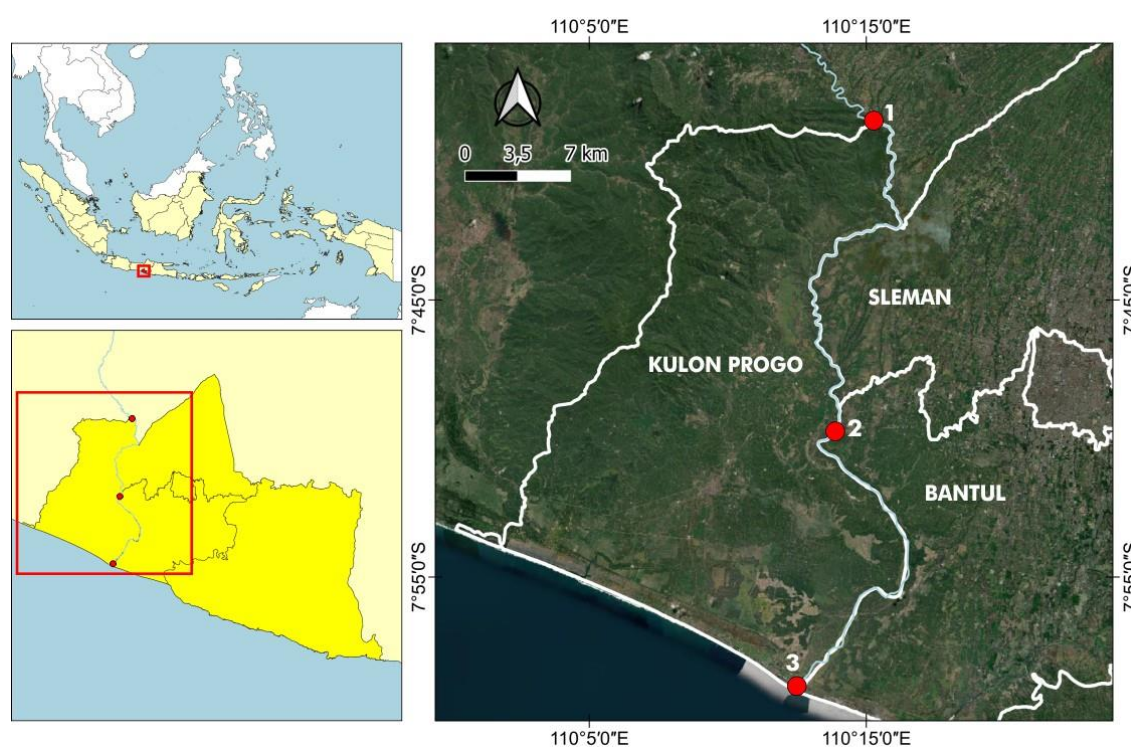 110°5′0″E
110°15′0″E
1
0 3,5 7 km
7°45′0″S
SLEMAN
KULON PROGO
2
BANTUL
7°55′0″S
7°45′0″S
7°55′0″S
3
110°5′0″E
110°15′0″E